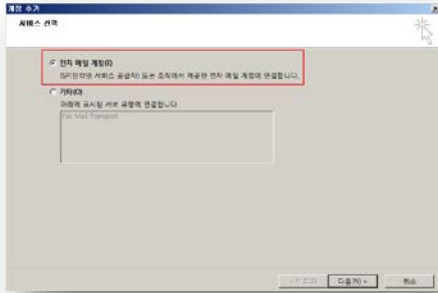 계정 추가
서비스 선택
전자 메일 계정(E)
ISP(인터넷 서비스 공급자) 또는 조직에서 제공한 전자 메일 계정에 연결합니다.
기타(O)
아래에 표시된 서버 유형에 연결합니다.
Fax Mail Transport
< 뒤로(B)
다음(N) >
취소